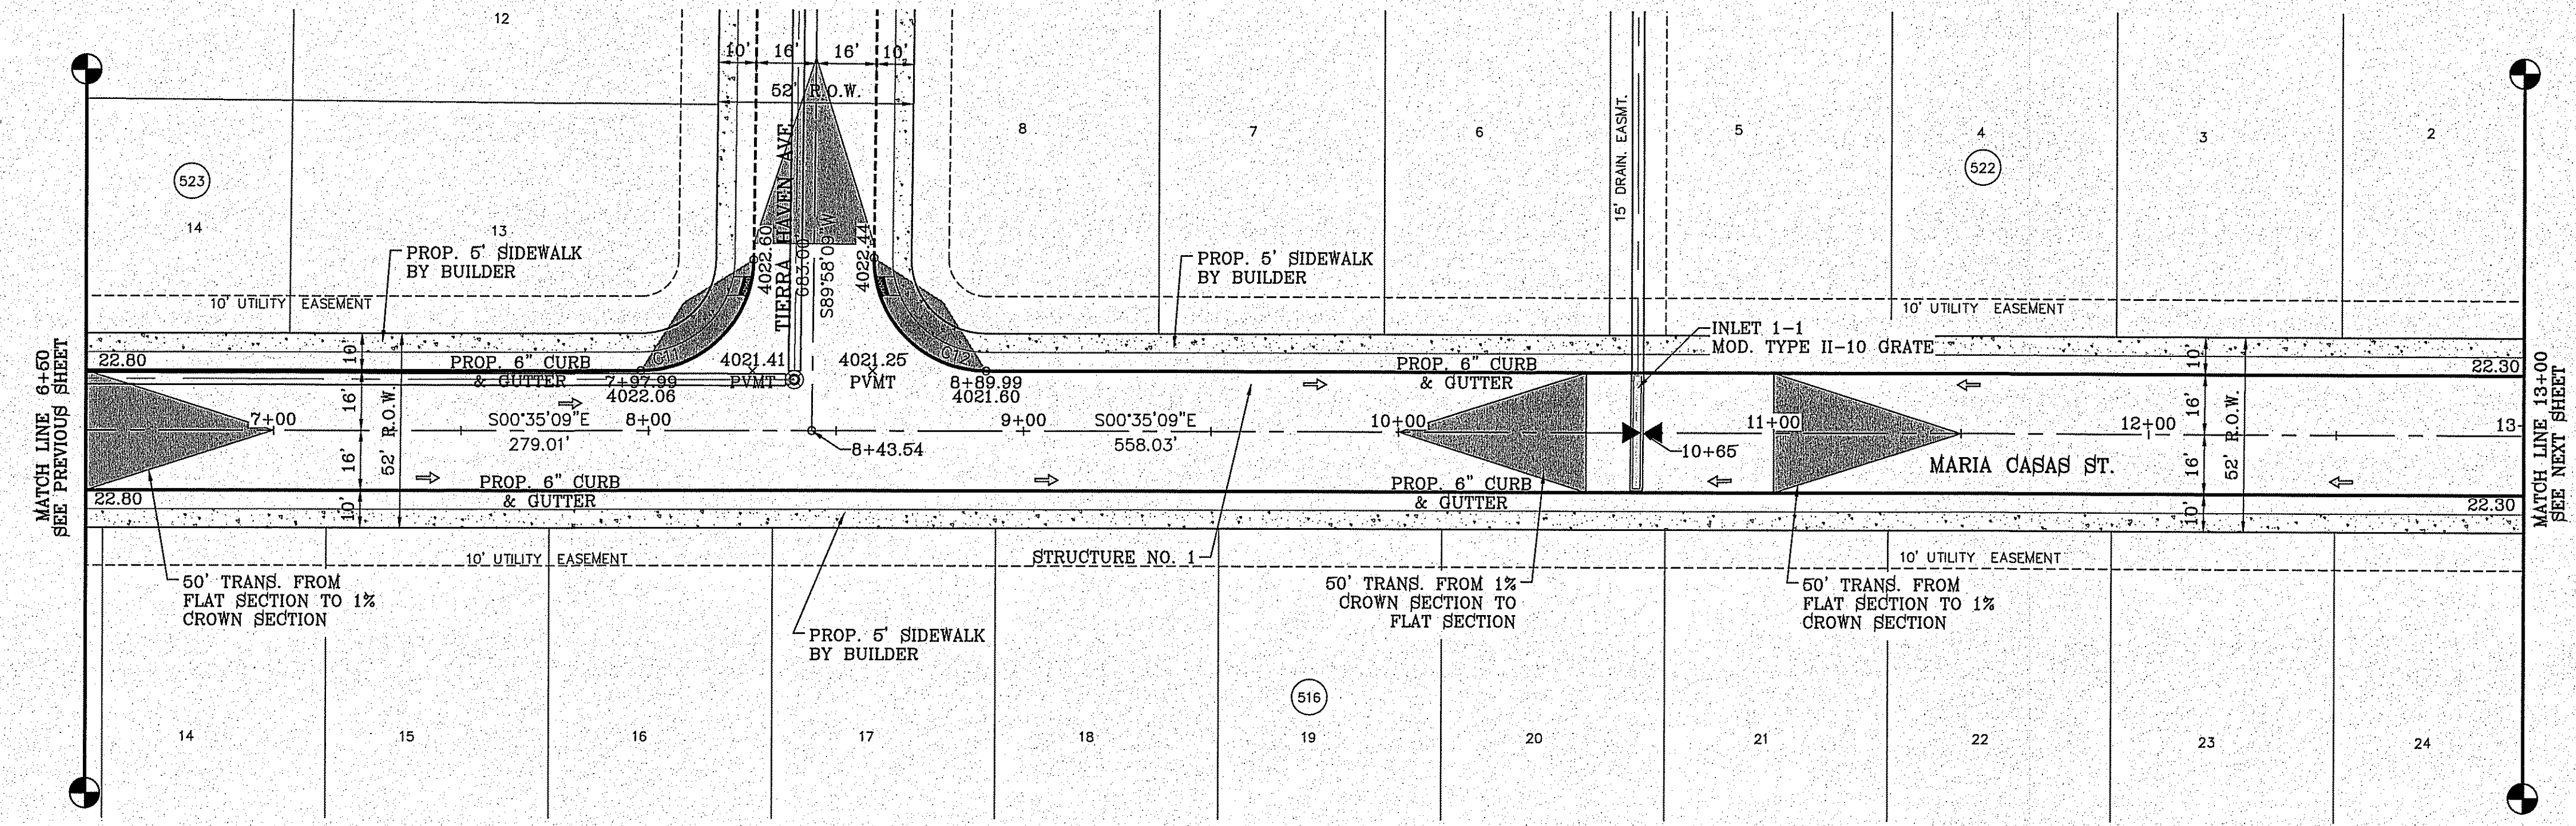 12
10' 16' 16' 10'
52' R.O.W.
TIERRA HAVEN AVE.
683.00'
S89°58'09"W
4022.60
4022.44
523
14
13
8
7
6
15' DRAIN. EASMT.
5
4
522
3
2
PROP. 5' SIDEWALK
BY BUILDER
PROP. 5' SIDEWALK
BY BUILDER
10' UTILITY EASEMENT
10' UTILITY EASEMENT
INLET 1-1
MOD. TYPE II-10 GRATE
MATCH LINE 6+50
SEE PREVIOUS SHEET
22.80
10'
16'
16'
10'
52' R.O.W.
PROP. 6" CURB
& GUTTER
C11
7+97.99
4022.06
4021.41
PVMT
4021.25
PVMT
C12
8+89.99
4021.60
PROP. 6" CURB
& GUTTER
22.30
7+00
S00°35'09"E
279.01'
8+00
8+43.54
9+00
S00°35'09"E
558.03'
10+00
10+65
11+00
12+00
13-
MARIA CASAS ST.
10'
16'
16'
10'
52' R.O.W.
MATCH LINE 13+00
SEE NEXT SHEET
22.80
PROP. 6" CURB
& GUTTER
PROP. 6" CURB
& GUTTER
22.30
10' UTILITY EASEMENT
STRUCTURE NO. 1
10' UTILITY EASEMENT
50' TRANS. FROM
FLAT SECTION TO 1%
CROWN SECTION
PROP. 5' SIDEWALK
BY BUILDER
50' TRANS. FROM 1%
CROWN SECTION TO
FLAT SECTION
50' TRANS. FROM
FLAT SECTION TO 1%
CROWN SECTION
516
14
15
16
17
18
19
20
21
22
23
24